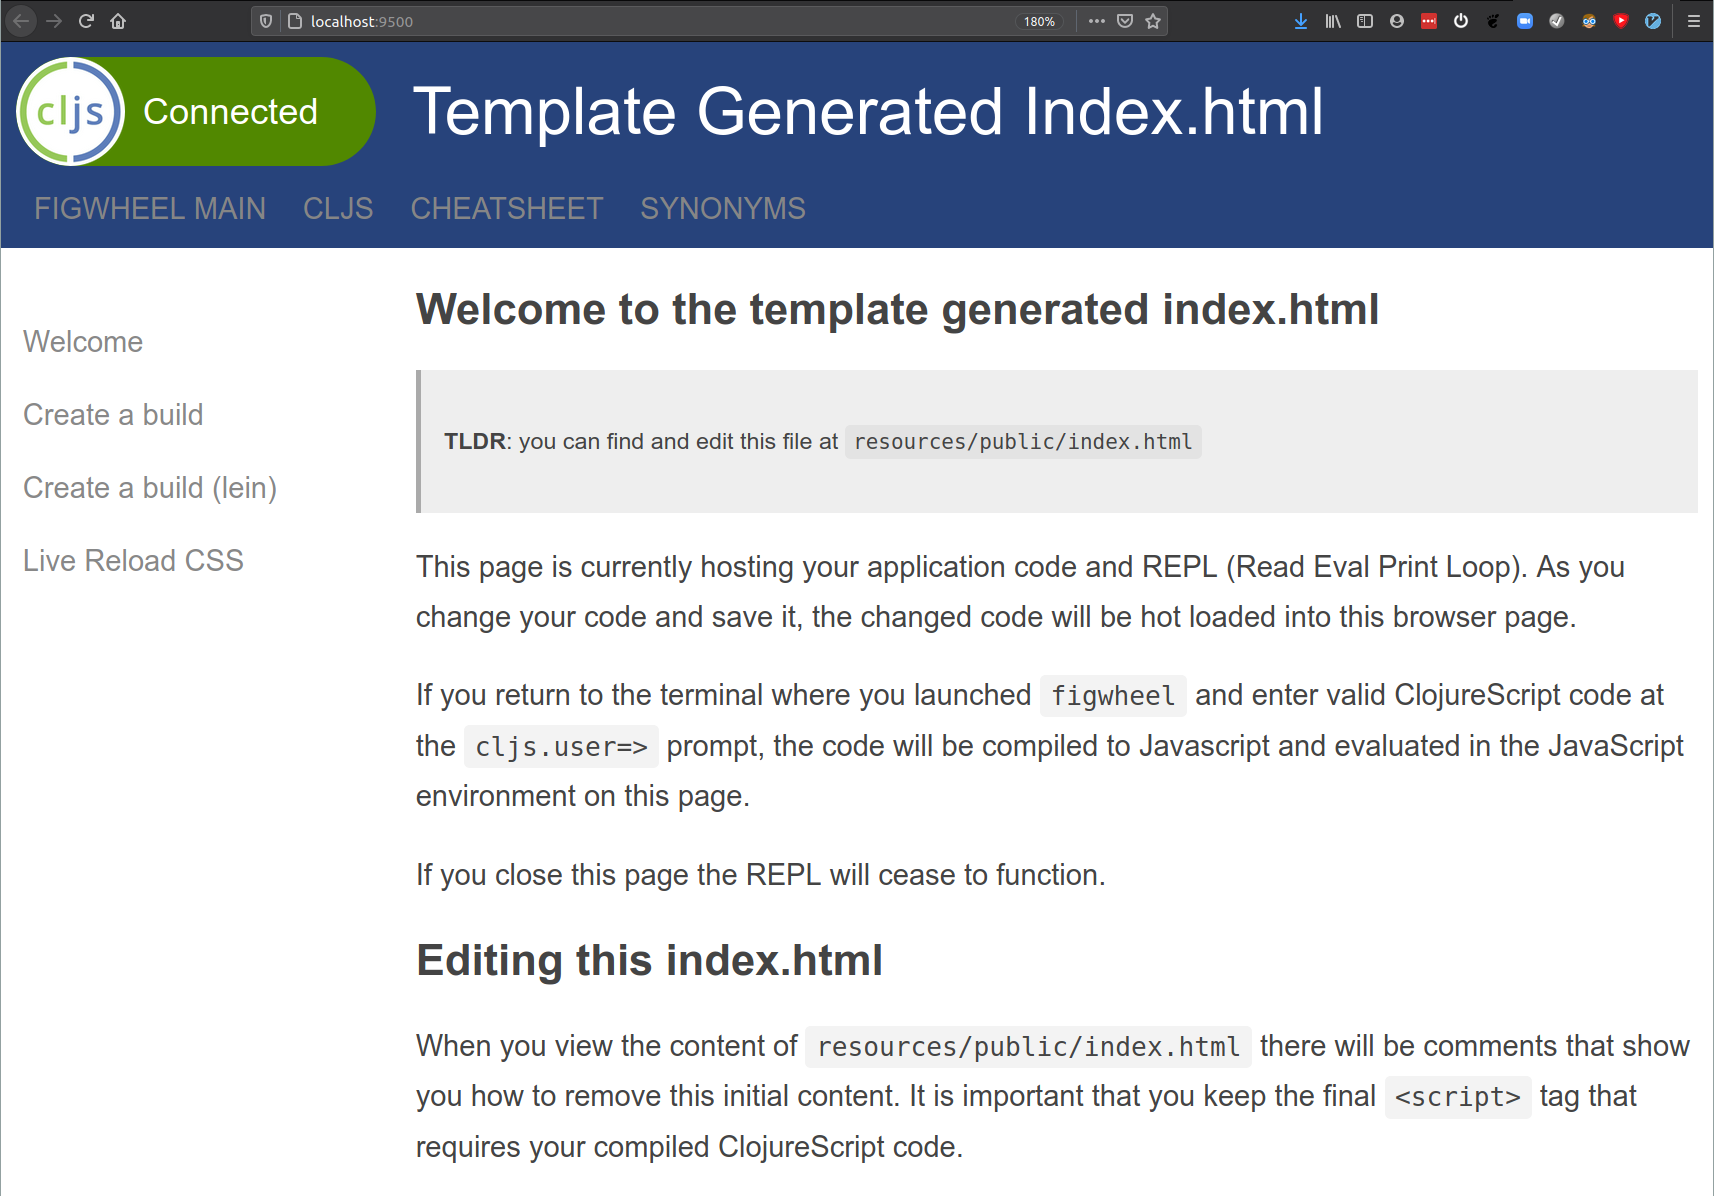 localhost:9500
180%
cljs
Connected
Template Generated Index.html
FIGWHEEL MAIN CLJS CHEATSHEET SYNONYMS
Welcome
Create a build
Create a build (lein)
Live Reload CSS
Welcome to the template generated index.html
TLDR: you can find and edit this file at resources/public/index.html
This page is currently hosting your application code and REPL (Read Eval Print Loop). As you
change your code and save it, the changed code will be hot loaded into this browser page.
If you return to the terminal where you launched figwheel and enter valid ClojureScript code at
the cljs.user=> prompt, the code will be compiled to Javascript and evaluated in the JavaScript
environment on this page.
If you close this page the REPL will cease to function.
Editing this index.html
When you view the content of resources/public/index.html there will be comments that show
you how to remove this initial content. It is important that you keep the final <script> tag that
requires your compiled ClojureScript code.